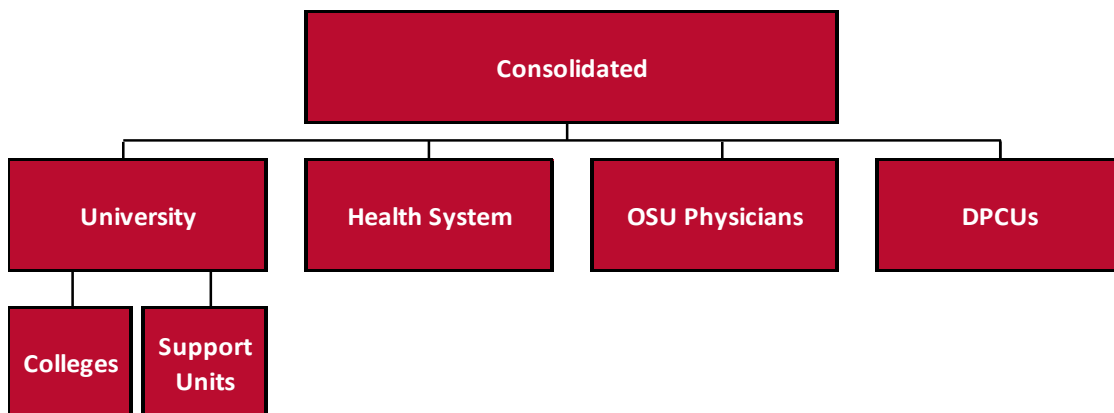 Consolidated
University
Health System
OSU Physicians
DPCUs
Colleges
Support
Units